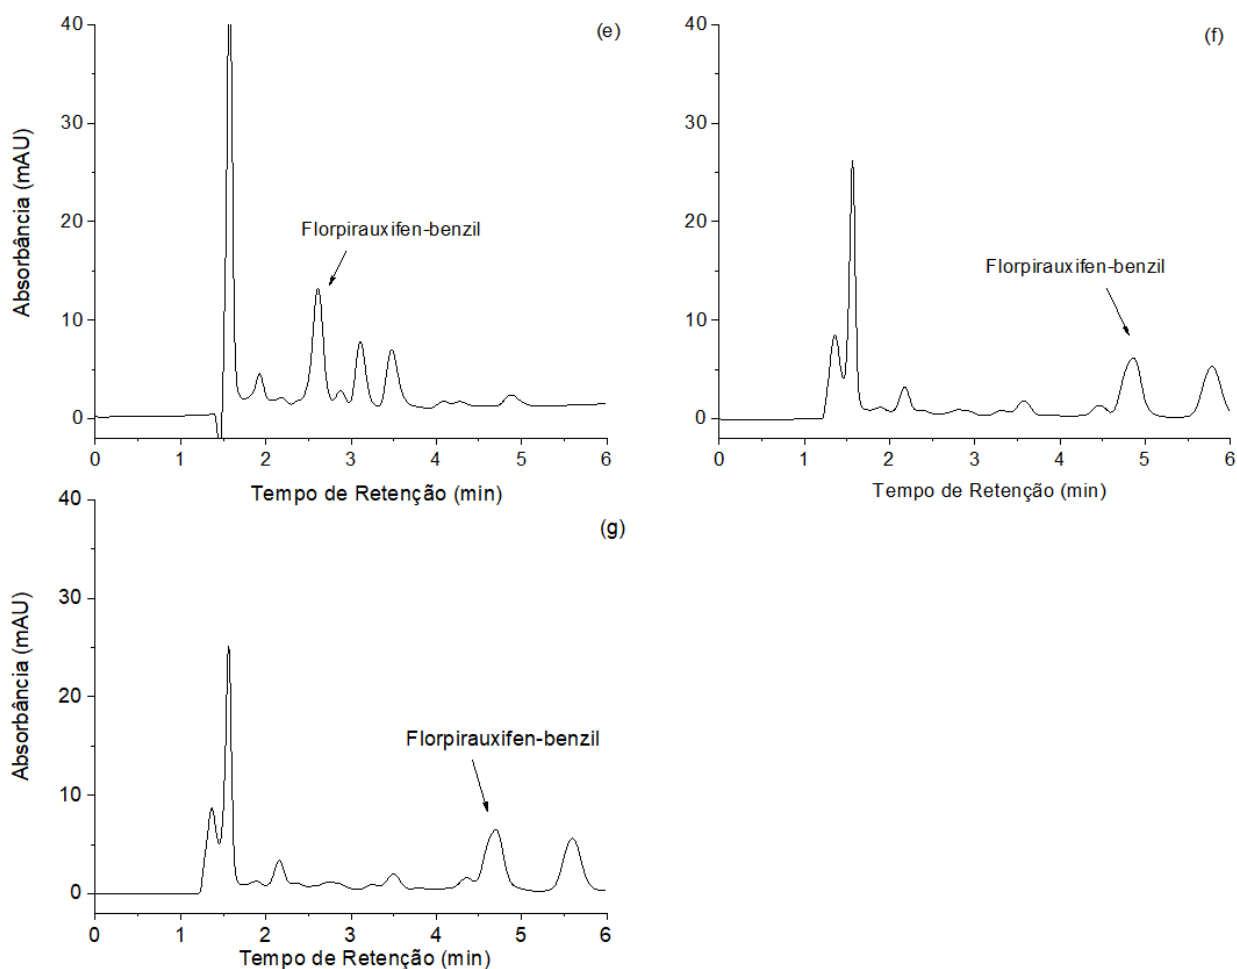 (e)
40
30
20
10
0
Absorbância (mAU)
Florpirauxifen-benzil
0 1 2 3 4 5 6
Tempo de Retenção (min)
(f)
40
30
20
10
0
Absorbância (mAU)
Florpirauxifen-benzil
0 1 2 3 4 5 6
Tempo de Retenção (min)
(g)
40
30
20
10
0
Absorbância (mAU)
Florpirauxifen-benzil
0 1 2 3 4 5 6
Tempo de Retenção (min)